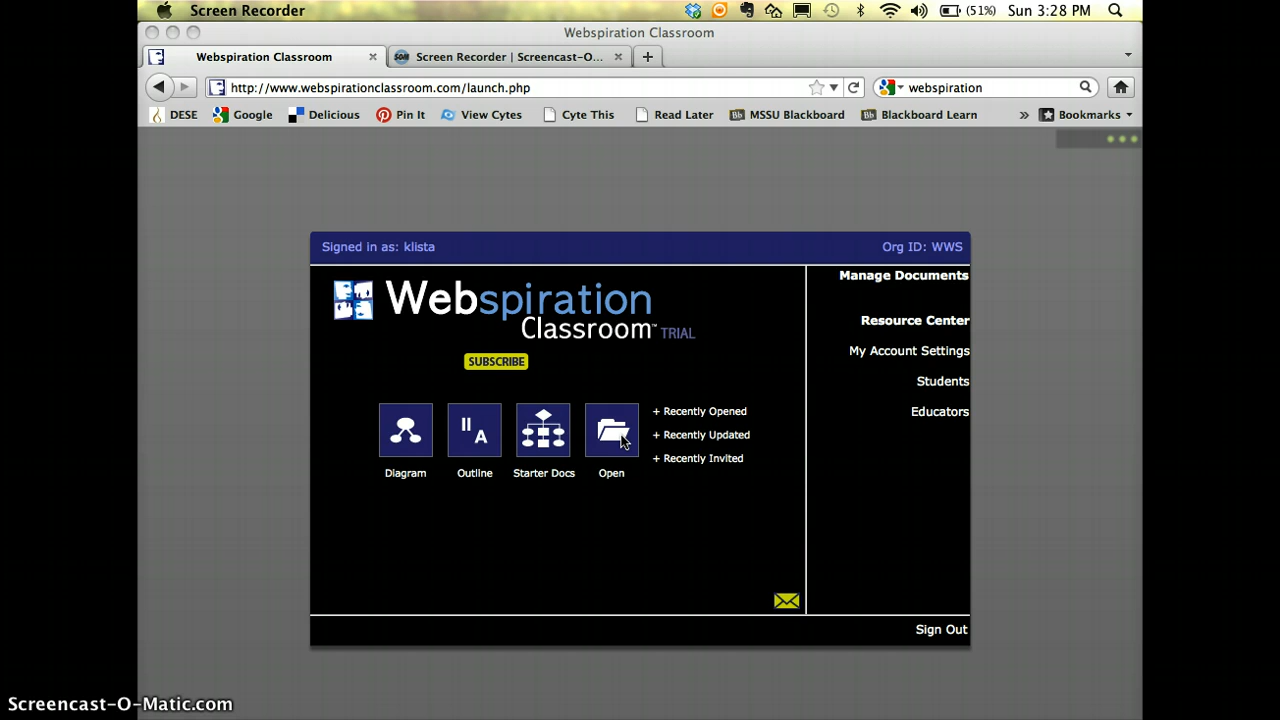 Screen Recorder (51%) Sun 3:28 PM
Webspiration Classroom
Webspiration Classroom Screen Recorder | Screencast-O...
http://www.webspirationclassroom.com/launch.php webspiration
DESE Google Delicious Pin It View Cytes Cyte This Read Later MSSU Blackboard Blackboard Learn » Bookmarks
Signed in as: klista Org ID: WWS
Manage Documents
Webspiration
Classroom™ TRIAL
Resource Center
My Account Settings
SUBSCRIBE
Students
Educators
+ Recently Opened
+ Recently Updated
+ Recently Invited
Diagram Outline Starter Docs Open
Sign Out
Screencast-O-Matic.com